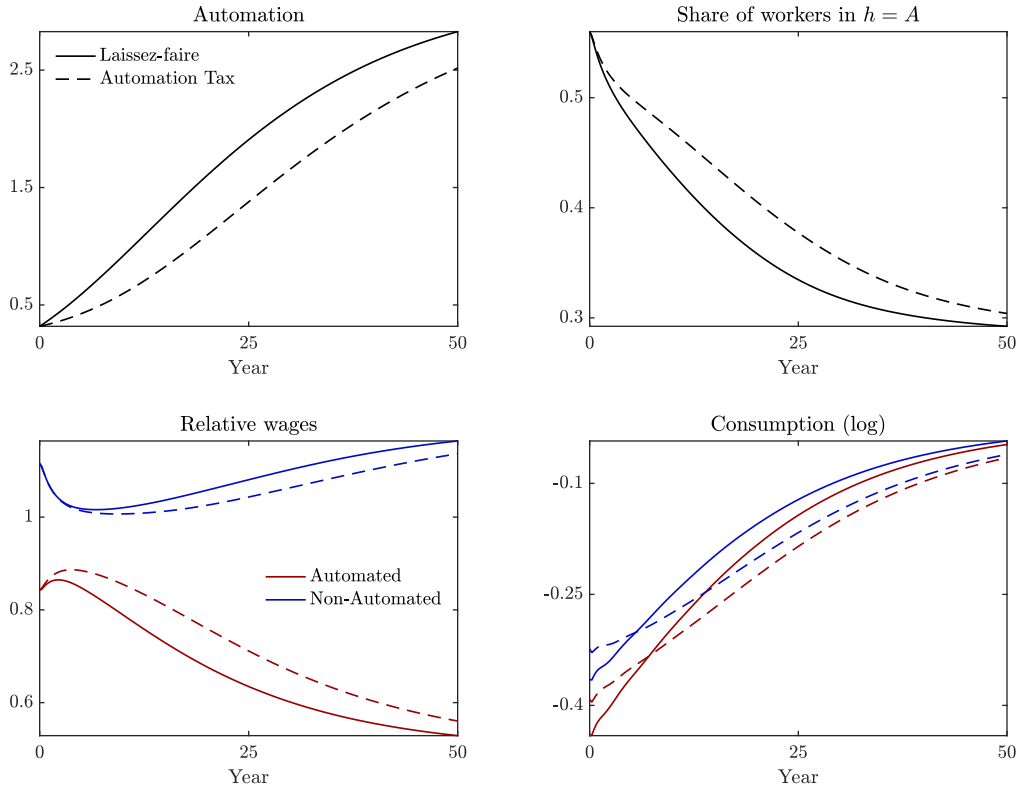 Automation
2.5
1.5
0.5
0
25
50
Year
Laissez-faire
Automation Tax
Share of workers in h = A
0.5
0.4
0.3
0
25
50
Year
Relative wages
1
0.8
0.6
0
25
50
Year
Automated
Non-Automated
Consumption (log)
-0.1
-0.25
-0.4
0
25
50
Year